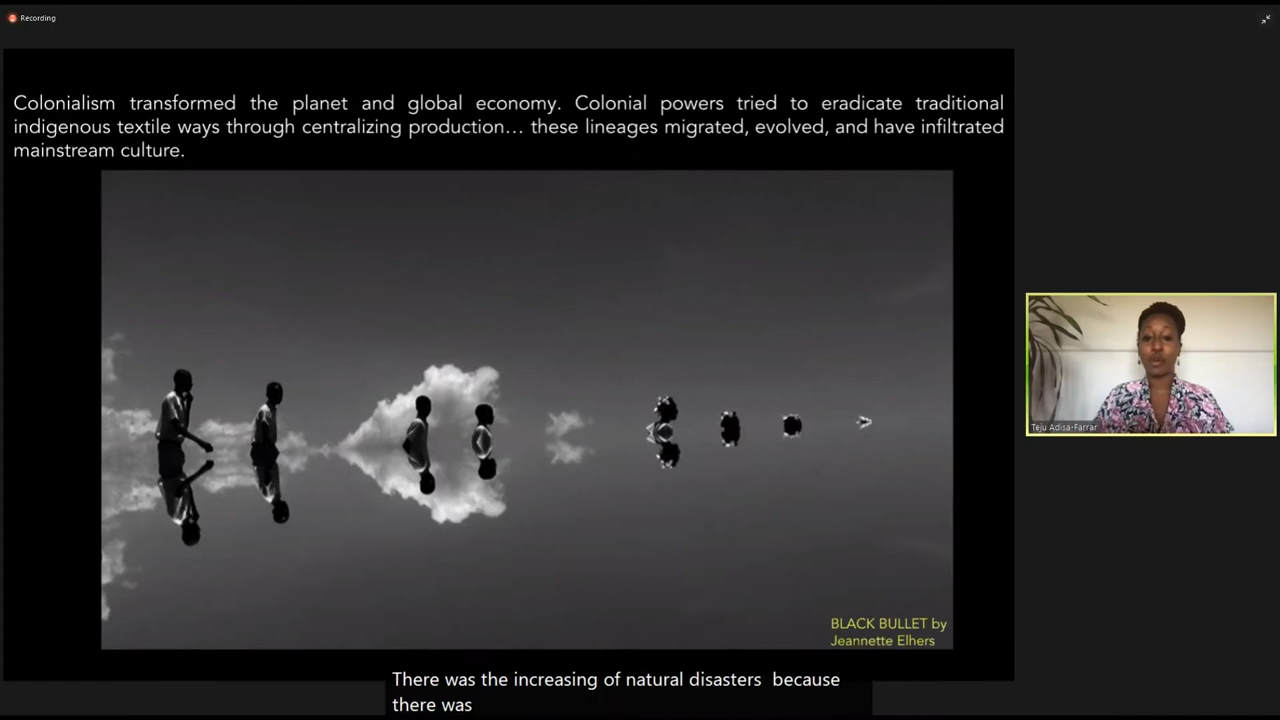 Recording
Colonialism transformed the planet and global economy. Colonial powers tried to eradicate traditional
indigenous textile ways through centralizing production... these lineages migrated, evolved, and have infiltrated
mainstream culture.
Teju Adisa-Farrar
BLACK BULLET by
Jeannette Elhers
There was the increasing of natural disasters because
there was